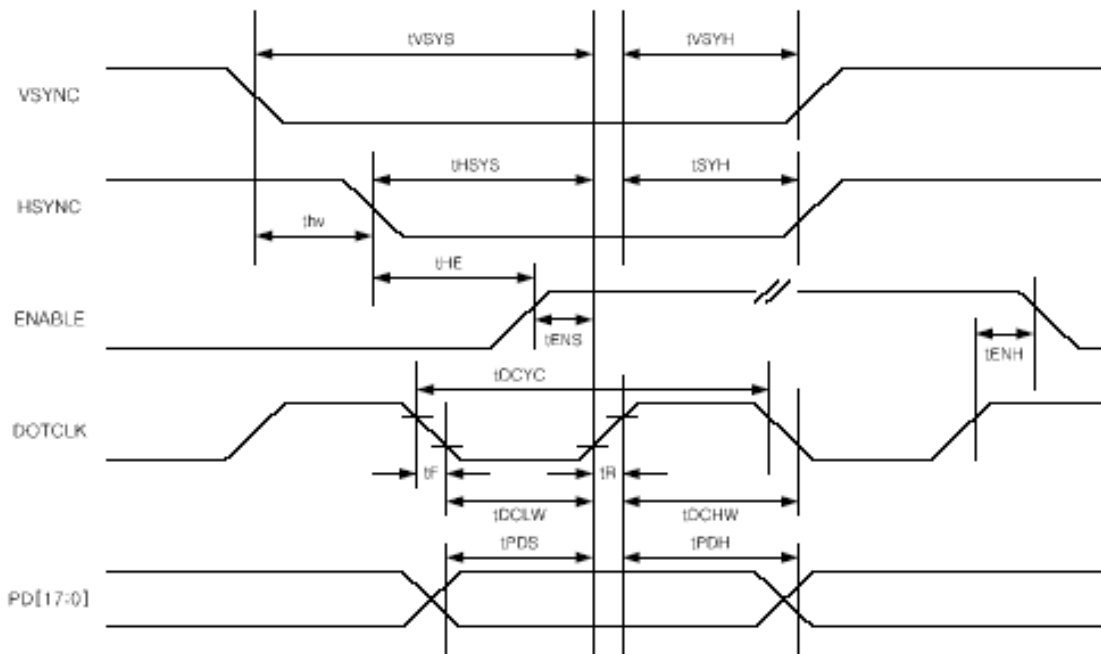 tVSYS tVSYH
VSYNC
tHSYS tSYH
HSYNC
thv
tHE
ENABLE
tENS tENH
tDCYC
DOTCLK
tF tR
tDCLW tDCHW
tPDS tPDH
PD[17:0]